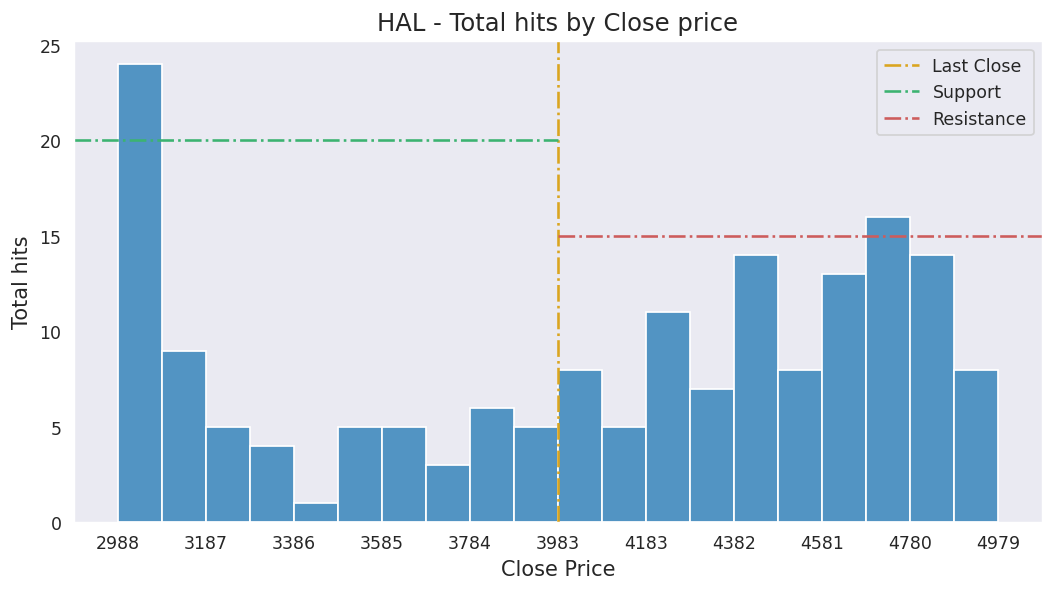 HAL - Total hits by Close price
Last Close
Support
Resistance
Total hits
25
20
15
10
5
0
2988 3187 3386 3585 3784 3983 4183 4382 4581 4780 4979
Close Price